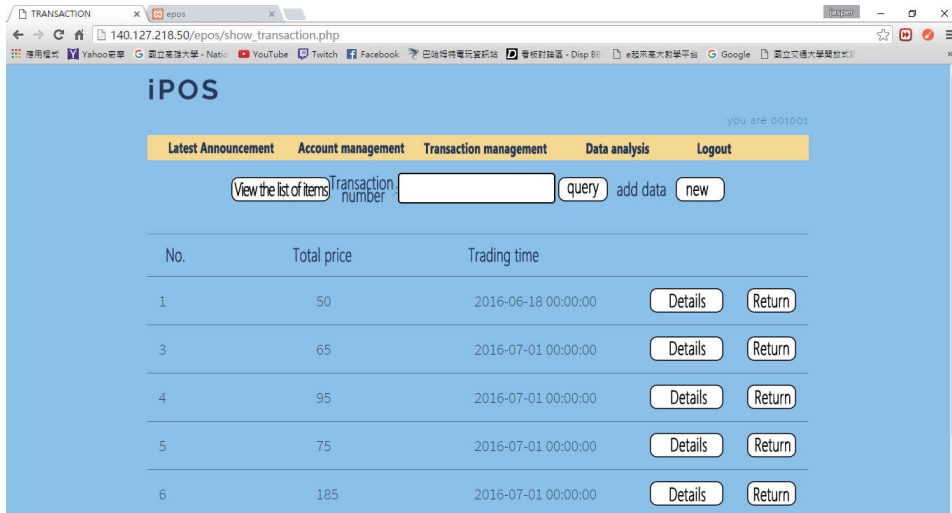 TRANSACTION epos jasper
140.127.218.50/epos/show_transaction.php
應用程式 Yahoo奇摩 國立高雄大學 - Natio YouTube Twitch Facebook 巴哈姆特電玩資訊站 看板討論區 - Disp BB e起來高大教學平台 Google 國立交通大學開放式
iPOS
you are 001001
Latest Announcement Account management Transaction management Data analysis Logout
View the list of items Transaction number : query add data new
No. Total price Trading time
1 50 2016-06-18 00:00:00 Details Return
3 65 2016-07-01 00:00:00 Details Return
4 95 2016-07-01 00:00:00 Details Return
5 75 2016-07-01 00:00:00 Details Return
6 185 2016-07-01 00:00:00 Details Return